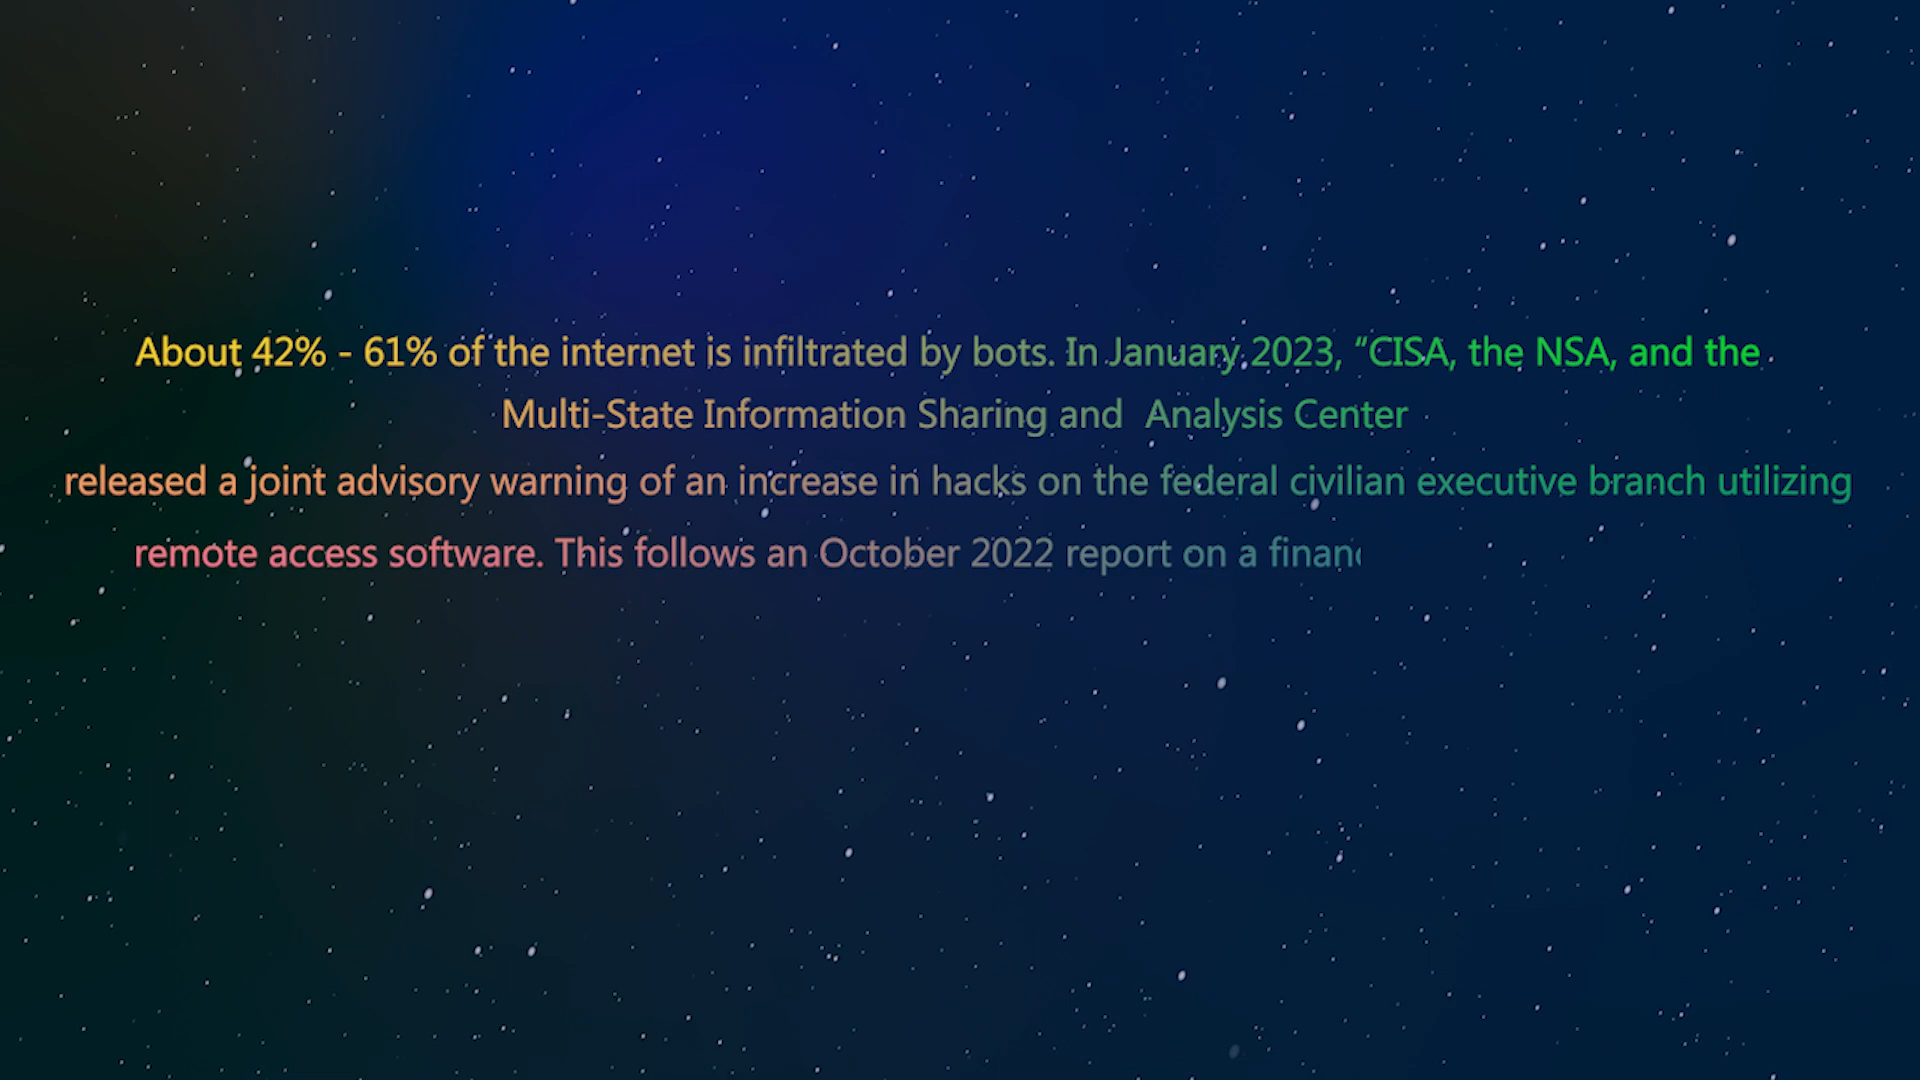 About 42% - 61% of the internet is infiltrated by bots. In January 2023, “CISA, the NSA, and the
Multi-State Information Sharing and  Analysis Center
released a joint advisory warning of an increase in hacks on the federal civilian executive branch utilizing
remote access software. This follows an October 2022 report on a financ